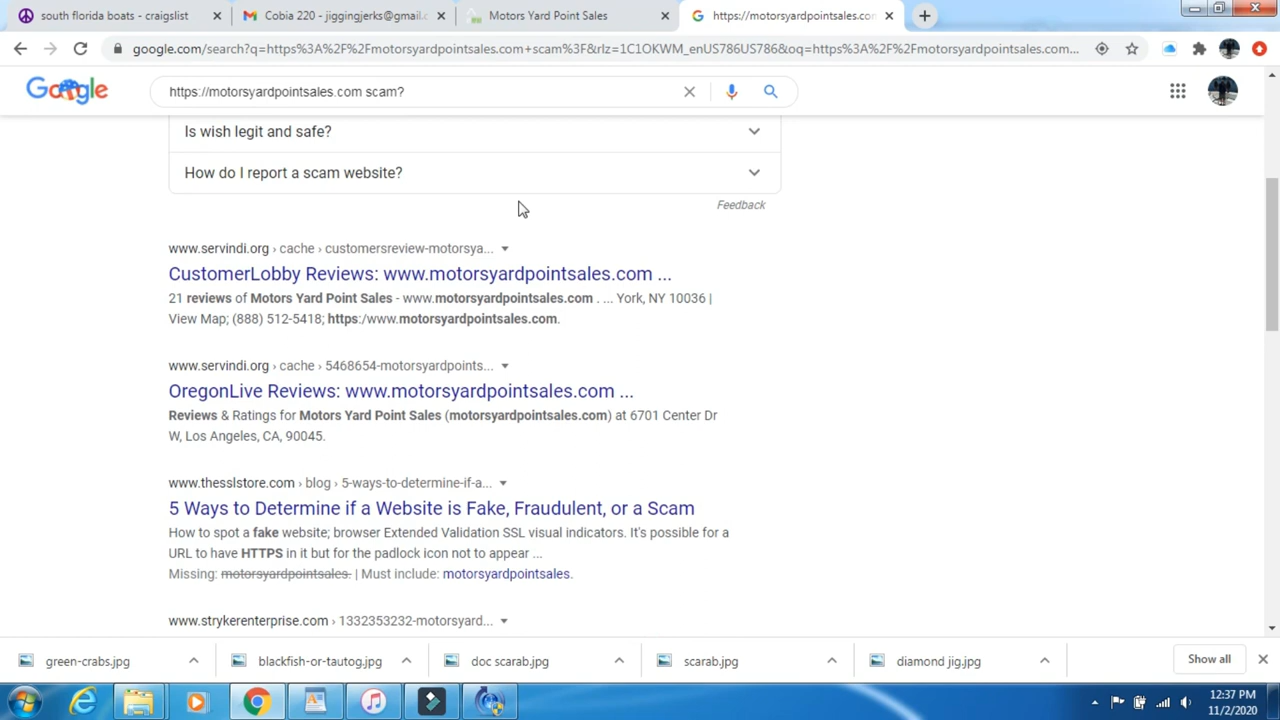 south florida boats - craigslist
Cobia 220 - jiggingjerks@gmail.c
Motors Yard Point Sales
https://motorsyardpointsales.com
google.com/search?q=https%3A%2F%2Fmotorsyardpointsales.com+scam%3F&rlz=1C1OKWM_enUS786US786&oq=https%3A%2F%2Fmotorsyardpointsales.com...
Google
https://motorsyardpointsales.com scam?
Is wish legit and safe?
How do I report a scam website?
Feedback
www.servindi.org › cache › customersreview-motorsya...
CustomerLobby Reviews: www.motorsyardpointsales.com ...
21 reviews of Motors Yard Point Sales - www.motorsyardpointsales.com . ... York, NY 10036 |
View Map; (888) 512-5418; https:/www.motorsyardpointsales.com.
www.servindi.org › cache › 5468654-motorsyardpoints...
OregonLive Reviews: www.motorsyardpointsales.com ...
Reviews & Ratings for Motors Yard Point Sales (motorsyardpointsales.com) at 6701 Center Dr
W, Los Angeles, CA, 90045.
www.thesslstore.com › blog › 5-ways-to-determine-if-a...
5 Ways to Determine if a Website is Fake, Fraudulent, or a Scam
How to spot a fake website; browser Extended Validation SSL visual indicators. It's possible for a
URL to have HTTPS in it but for the padlock icon not to appear ...
Missing: motorsyardpointsales. | Must include: motorsyardpointsales.
www.strykerenterprise.com › 1332353232-motorsyard...
green-crabs.jpg
blackfish-or-tautog.jpg
doc scarab.jpg
scarab.jpg
diamond jig.jpg
Show all
12:37 PM
11/2/2020